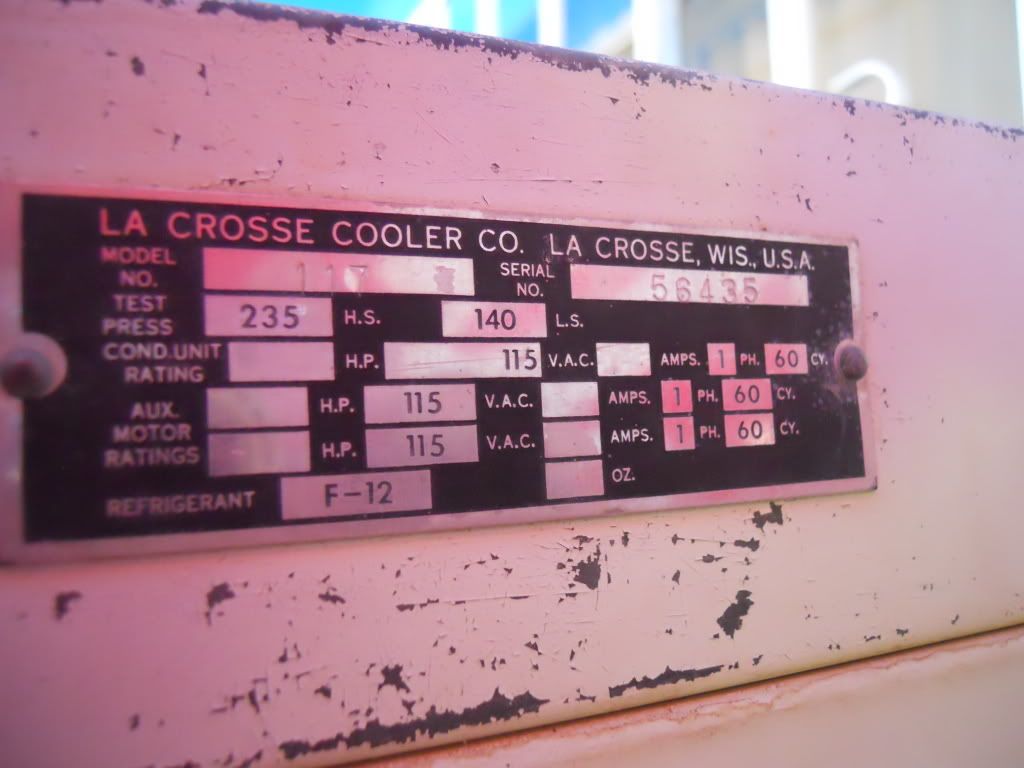 LA CROSSE COOLER CO. LA CROSSE, WIS., U.S.A.
MODEL NO. 117 SERIAL NO. 56435
TEST PRESS 235 H.S. 140 L.S.
COND. UNIT RATING H.P. 115 V.A.C. AMPS. 1 PH. 60 CY.
AUX. MOTOR RATINGS H.P. 115 V.A.C. AMPS. 1 PH. 60 CY.
H.P. 115 V.A.C. AMPS. 1 PH. 60 CY.
REFRIGERANT F-12 OZ.